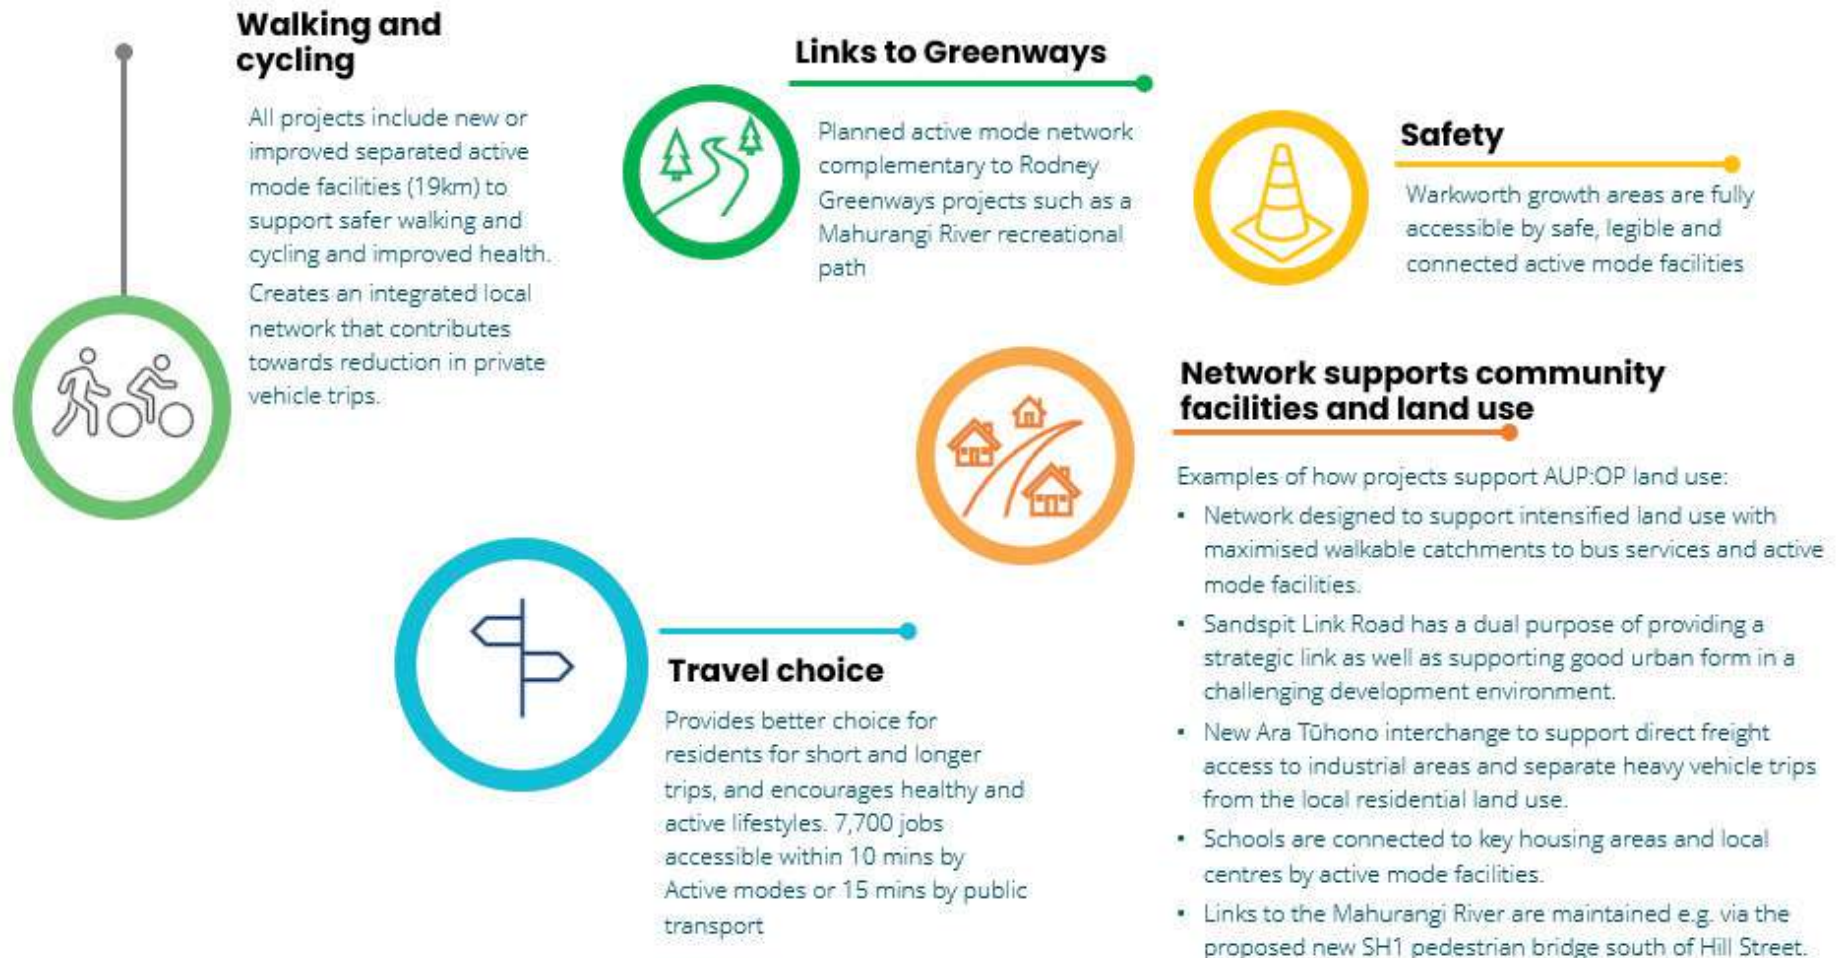 Walking and
cycling
All projects include new or
improved separated active
mode facilities (19km) to
support safer walking and
cycling and improved health.
Creates an integrated local
network that contributes
towards reduction in private
vehicle trips.
Links to Greenways
Planned active mode network
complementary to Rodney
Greenways projects such as a
Mahurangi River recreational
path
Safety
Warkworth growth areas are fully
accessible by safe, legible and
connected active mode facilities
Network supports community
facilities and land use
Examples of how projects support AUP:OP land use:
▪ Network designed to support intensified land use with
maximised walkable catchments to bus services and active
mode facilities.
▪ Sandspit Link Road has a dual purpose of providing a
strategic link as well as supporting good urban form in a
challenging development environment.
▪ New Ara Tūhono interchange to support direct freight
access to industrial areas and separate heavy vehicle trips
from the local residential land use.
▪ Schools are connected to key housing areas and local
centres by active mode facilities.
▪ Links to the Mahurangi River are maintained e.g. via the
proposed new SH1 pedestrian bridge south of Hill Street.
Travel choice
Provides better choice for
residents for short and longer
trips, and encourages healthy and
active lifestyles. 7,700 jobs
accessible within 10 mins by
Active modes or 15 mins by public
transport